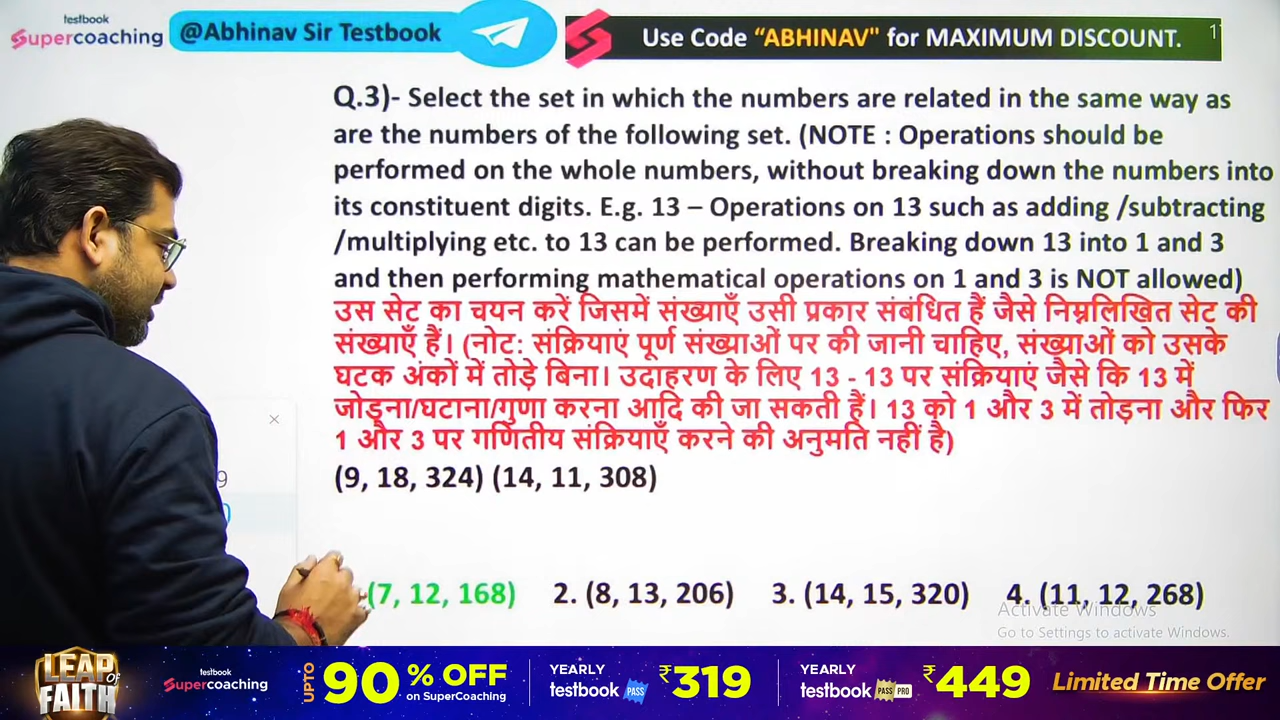 testbook
Supercoaching
@Abhinav Sir Testbook
Use Code “ABHINAV" for MAXIMUM DISCOUNT.
Q.3)- Select the set in which the numbers are related in the same way as
are the numbers of the following set. (NOTE : Operations should be
performed on the whole numbers, without breaking down the numbers into
its constituent digits. E.g. 13 – Operations on 13 such as adding /subtracting
/multiplying etc. to 13 can be performed. Breaking down 13 into 1 and 3
and then performing mathematical operations on 1 and 3 is NOT allowed)
उस सेट का चयन करें जिसमें संख्याएँ उसी प्रकार संबंधित हैं जैसे निम्नलिखित सेट की
संख्याएँ हैं। (नोट: संक्रियाएं पूर्ण संख्याओं पर की जानी चाहिए, संख्याओं को उसके
घटक अंकों में तोड़े बिना। उदाहरण के लिए 13 - 13 पर संक्रियाएं जैसे कि 13 में
जोड़ना/घटाना/गुणा करना आदि की जा सकती हैं। 13 को 1 और 3 में तोड़ना और फिर
1 और 3 पर गणितीय संक्रियाएँ करने की अनुमति नहीं है)
(9, 18, 324) (14, 11, 308)
(7, 12, 168) 2. (8, 13, 206) 3. (14, 15, 320) 4. (11, 12, 268)
Activate Windows
Go to Settings to activate Windows.
LEAP OF FAITH
testbook
Supercoaching
UPTO 90 % OFF
on SuperCoaching
YEARLY
testbook PASS
₹319
YEARLY
testbook PASS PRO
₹449
Limited Time Offer